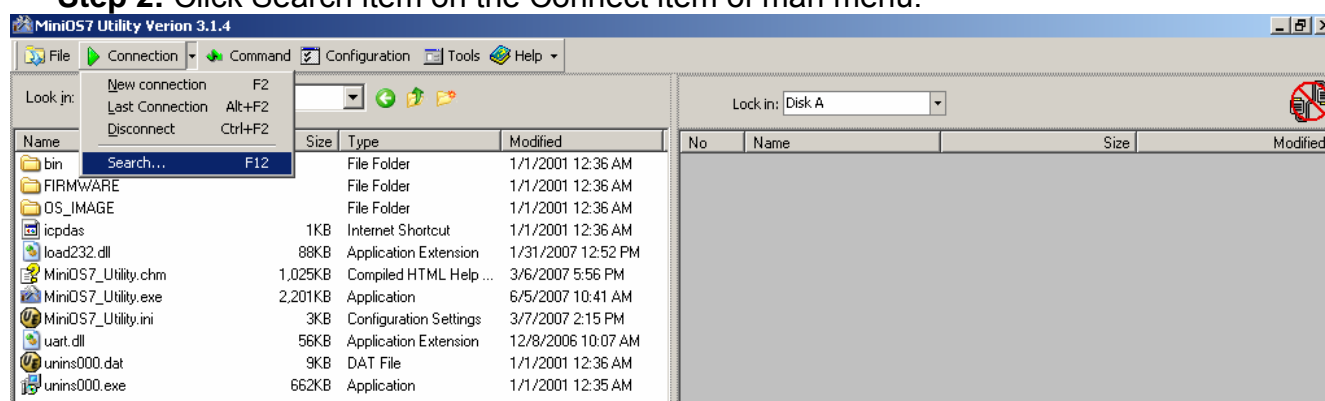 Step 2: Click Search item on the Connect item of man menu.
MiniOS7 Utility Verion 3.1.4
File Connection Command Configuration Tools Help
New connection F2
Last Connection Alt+F2
Disconnect Ctrl+F2
Search... F12
Look in:
Lock in: Disk A
Name Size Type Modified No Name Size Modified
bin File Folder 1/1/2001 12:36 AM
FIRMWARE File Folder 1/1/2001 12:36 AM
OS_IMAGE File Folder 1/1/2001 12:36 AM
icpdas 1KB Internet Shortcut 1/1/2001 12:36 AM
load232.dll 88KB Application Extension 1/31/2007 12:52 PM
MiniOS7_Utility.chm 1,025KB Compiled HTML Help ... 3/6/2007 5:56 PM
MiniOS7_Utility.exe 2,201KB Application 6/5/2007 10:41 AM
MiniOS7_Utility.ini 3KB Configuration Settings 3/7/2007 2:15 PM
uart.dll 56KB Application Extension 12/8/2006 10:07 AM
unins000.dat 9KB DAT File 1/1/2001 12:36 AM
unins000.exe 662KB Application 1/1/2001 12:35 AM